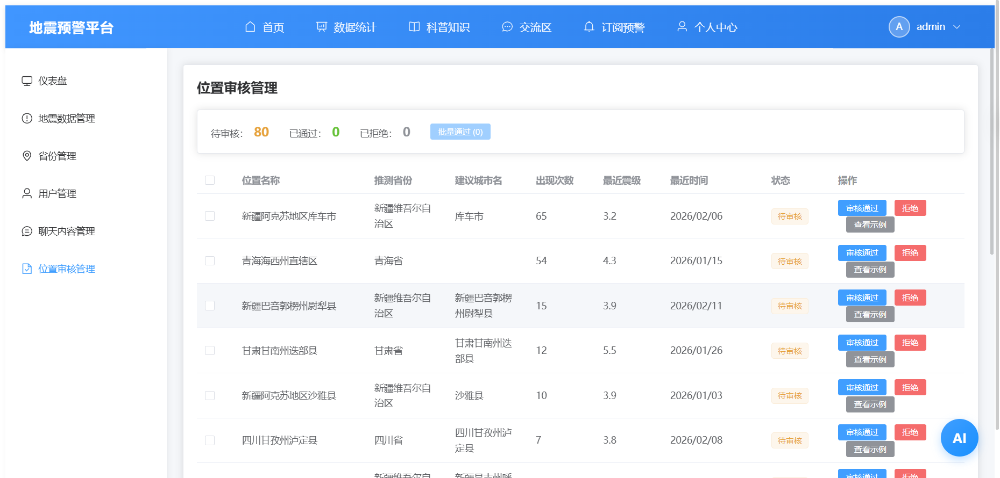 地震预警平台
首页
数据统计
科普知识
交流区
订阅预警
个人中心
A
admin
仪表盘
地震数据管理
省份管理
用户管理
聊天内容管理
位置审核管理
位置审核管理
待审核： 80 已通过： 0 已拒绝： 0 批量通过 (0)
位置名称 推测省份 建议城市名 出现次数 最近震级 最近时间 状态 操作
新疆阿克苏地区库车市
新疆维吾尔自
治区
库车市
65
3.2
2026/02/06
待审核
审核通过 拒绝
查看示例
青海海西州直辖区
青海省
54
4.3
2026/01/15
待审核
审核通过 拒绝
查看示例
新疆巴音郭楞州尉犁县
新疆维吾尔自
治区
新疆巴音郭楞
州尉犁县
15
3.9
2026/02/11
待审核
审核通过 拒绝
查看示例
甘肃甘南州迭部县
甘肃省
甘肃甘南州迭
部县
12
5.5
2026/01/26
待审核
审核通过 拒绝
查看示例
新疆阿克苏地区沙雅县
新疆维吾尔自
治区
沙雅县
10
3.9
2026/01/03
待审核
审核通过 拒绝
查看示例
四川甘孜州泸定县
四川省
四川甘孜州泸
定县
7
3.8
2026/02/08
待审核
审核通过 拒绝
查看示例
AI
新疆维吾尔自
新疆昌吉州呼
审核通过 拒绝